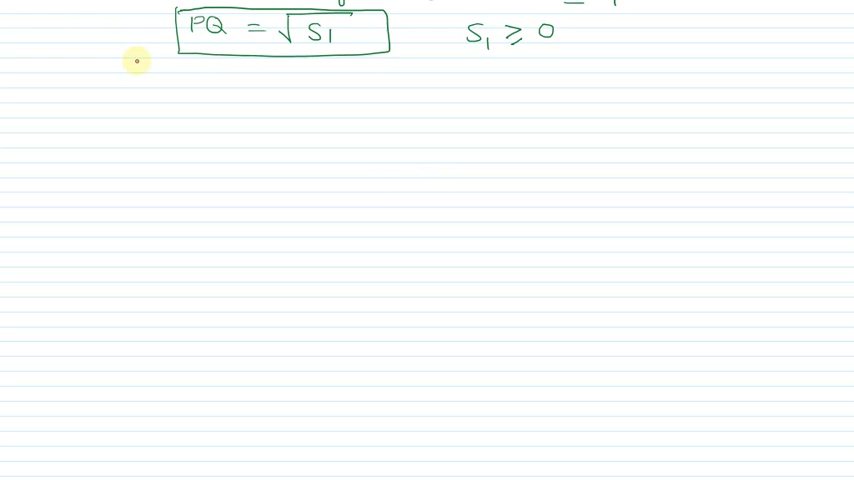 PQ = √S₁ S₁ ⩾ 0